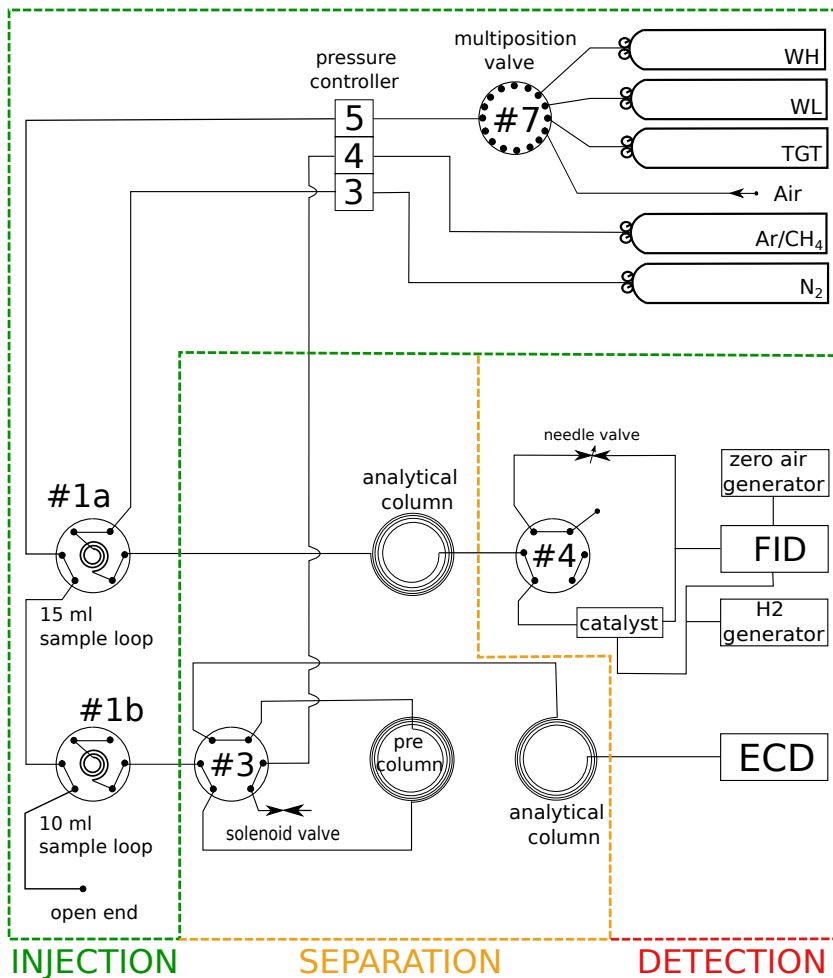 multiposition
valve
pressure
controller
WH
5
#7
WL
4
TGT
3
Air
Ar/CH4
N2
needle valve
analytical
column
zero air
generator
#1a
#4
FID
15 ml
sample loop
catalyst
H2
generator
#1b
#3
pre
column
ECD
10 ml
sample loop
solenoid valve
analytical
column
open end
INJECTION
SEPARATION
DETECTION